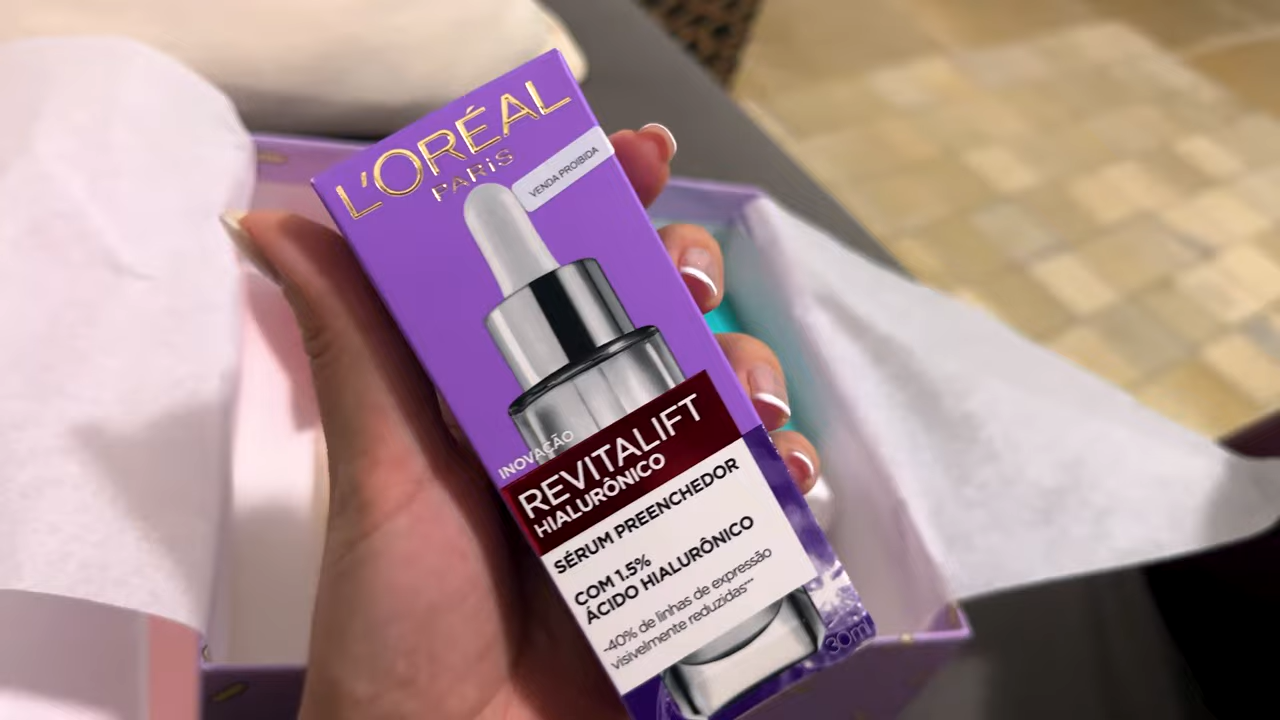 L'ORÉAL
PARIS
VENDA PROIBIDA
INOVAÇÃO
REVITALIFT
HIALURÔNICO
SÉRUM PREENCHEDOR
COM 1.5%
ÁCIDO HIALURÔNICO
-40% de linhas de expressão
visivelmente reduzidas***
30ml